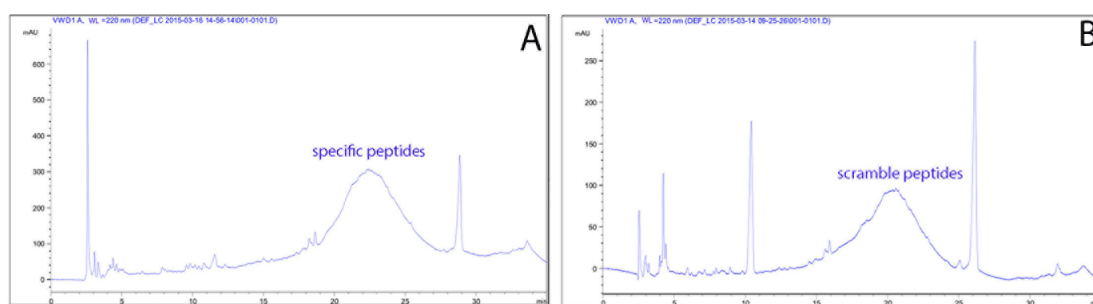 VWD1 A, WL=220 nm (DEF_LC 2015-03-16 14-56-14\001-0101.D)
A
mAU
600
500
400
300
200
100
0
specific peptides
0 5 10 15 20 25 30
VWD1 A, WL=220 nm (DEF_LC 2015-03-14 09-25-26\001-0101.D)
B
mAU
250
200
150
100
50
0
scramble peptides
0 5 10 15 20 25 30